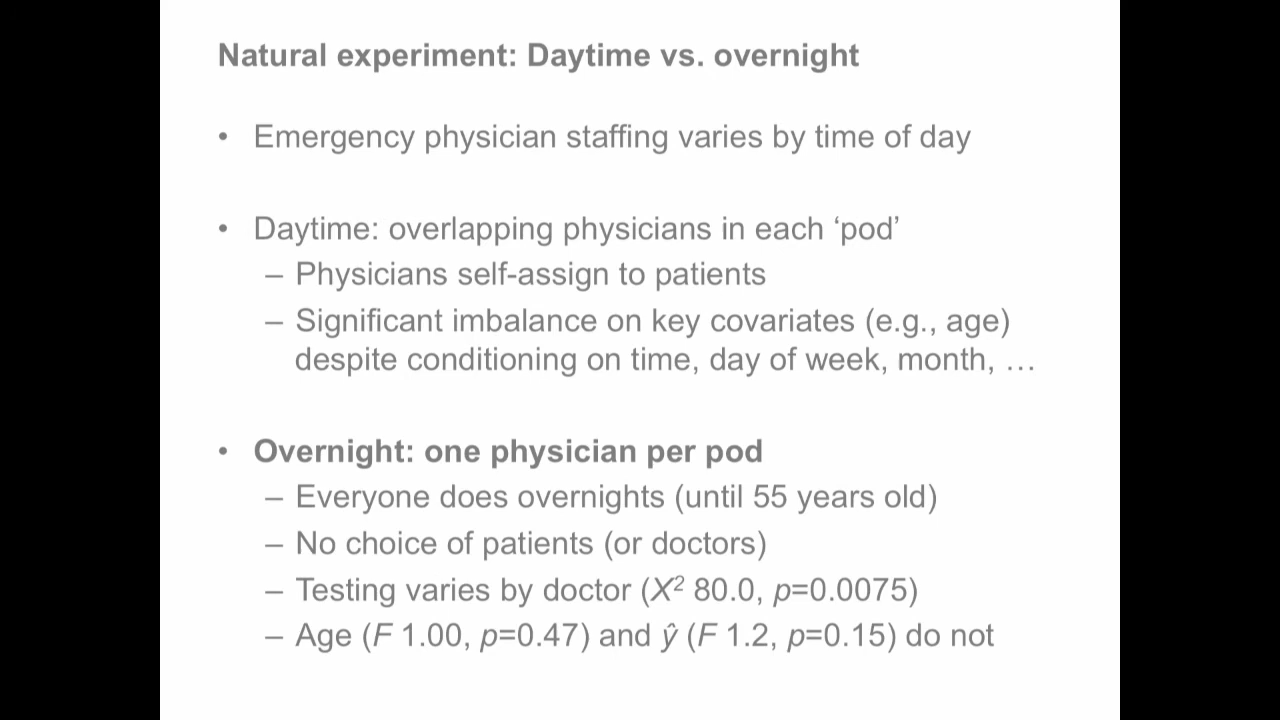 Natural experiment: Daytime vs. overnight
• Emergency physician staffing varies by time of day
• Daytime: overlapping physicians in each ‘pod’
– Physicians self-assign to patients
– Significant imbalance on key covariates (e.g., age)
despite conditioning on time, day of week, month, …
• Overnight: one physician per pod
– Everyone does overnights (until 55 years old)
– No choice of patients (or doctors)
– Testing varies by doctor (X² 80.0, p=0.0075)
– Age (F 1.00, p=0.47) and ŷ (F 1.2, p=0.15) do not